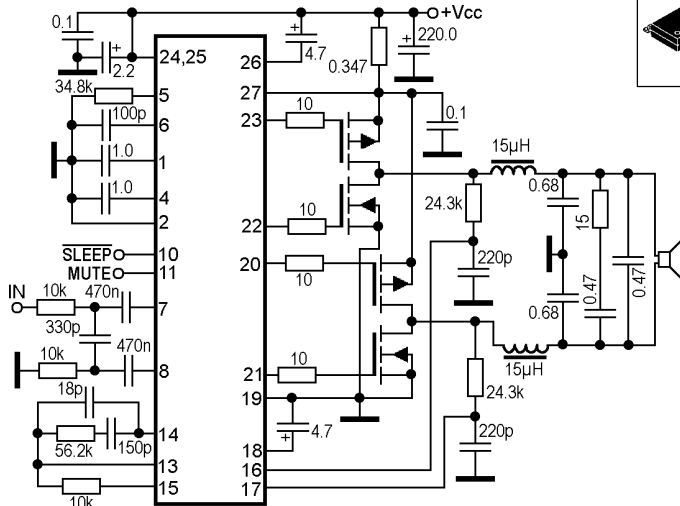 +Vcc
0.1
+
2.2
24,25
26
+
4.7
0.347
+
220.0
34.8k
5
27
100p
6
23
10
0.1
1.0
1
1.0
4
2
22
10
15µH
0.68
24.3k
15
SLEEP
10
MUTE
11
20
10
220p
0.47
0.47
0.68
IN
10k
470n
7
330p
470n
10k
8
21
10
15µH
18p
19
24.3k
14
+
4.7
56.2k
150p
18
220p
13
16
15
17
10k